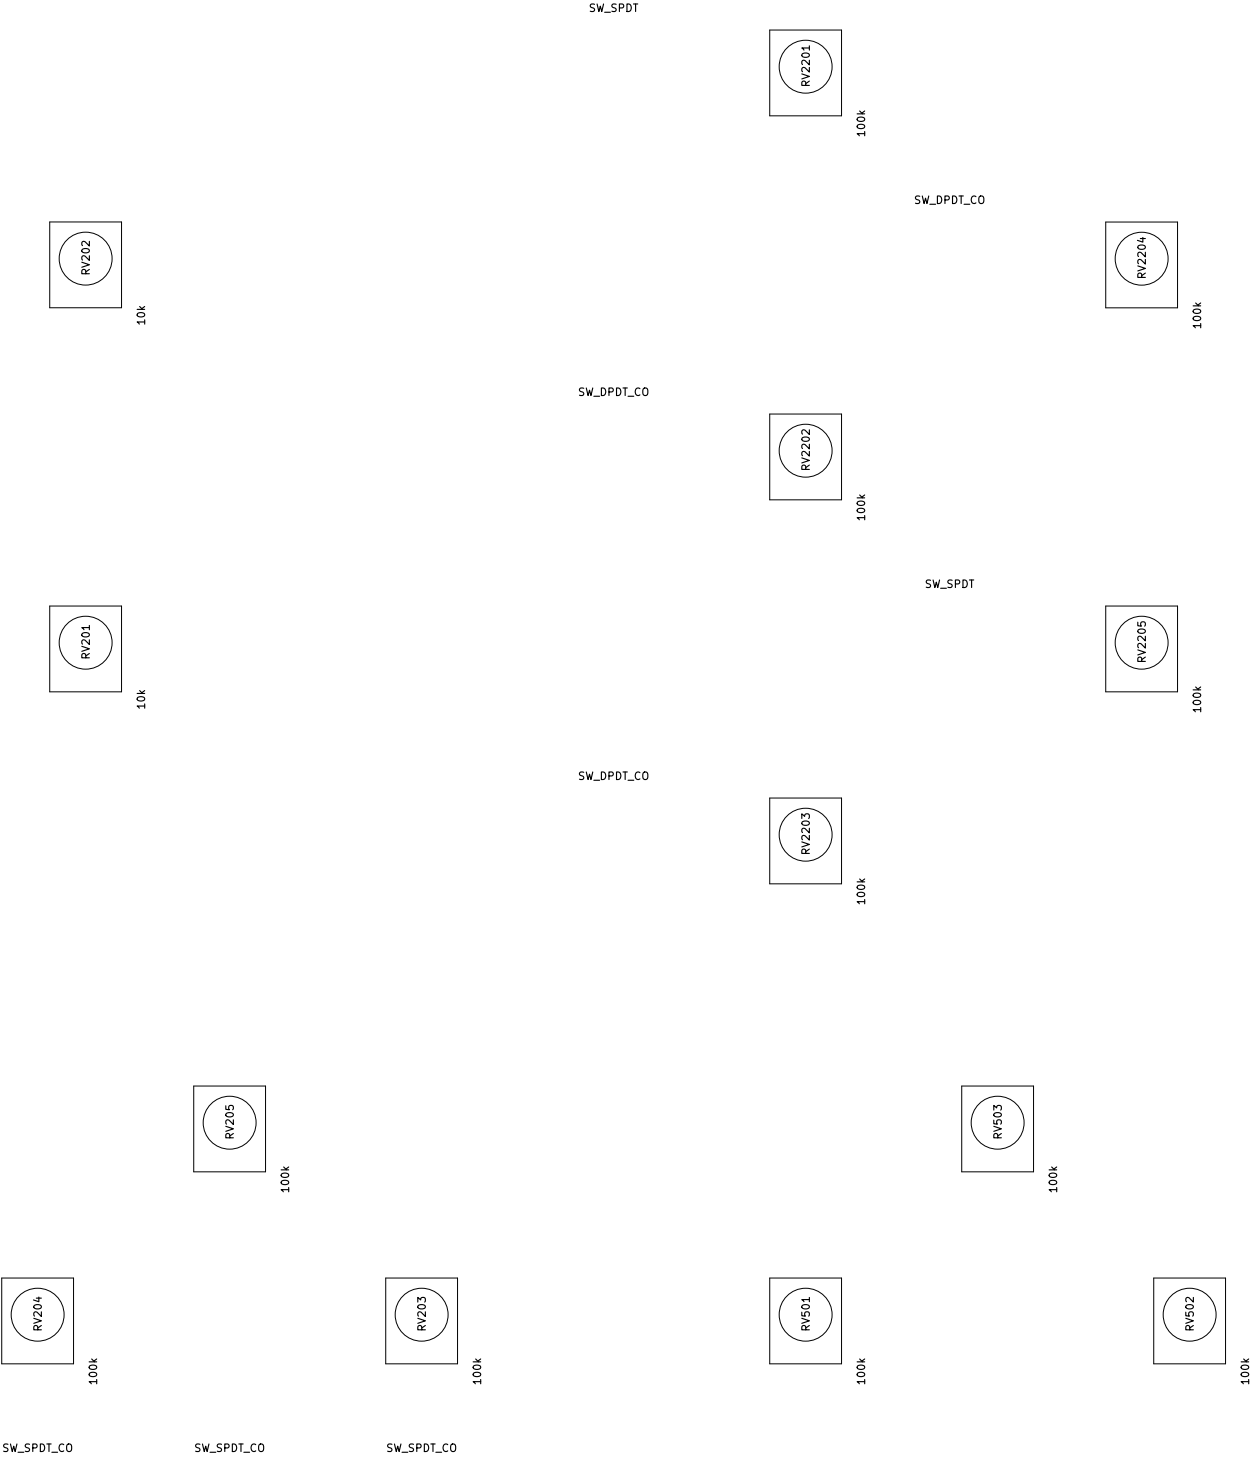 SW_SPDT
RV2201
100k
SW_DPDT_CO
RV202
RV2204
10k
100k
SW_DPDT_CO
RV2202
100k
SW_SPDT
RV201
RV2205
10k
100k
SW_DPDT_CO
RV2203
100k
RV205
RV503
100k
100k
RV204
RV203
RV501
RV502
100k
100k
100k
100k
SW_SPDT_CO
SW_SPDT_CO
SW_SPDT_CO